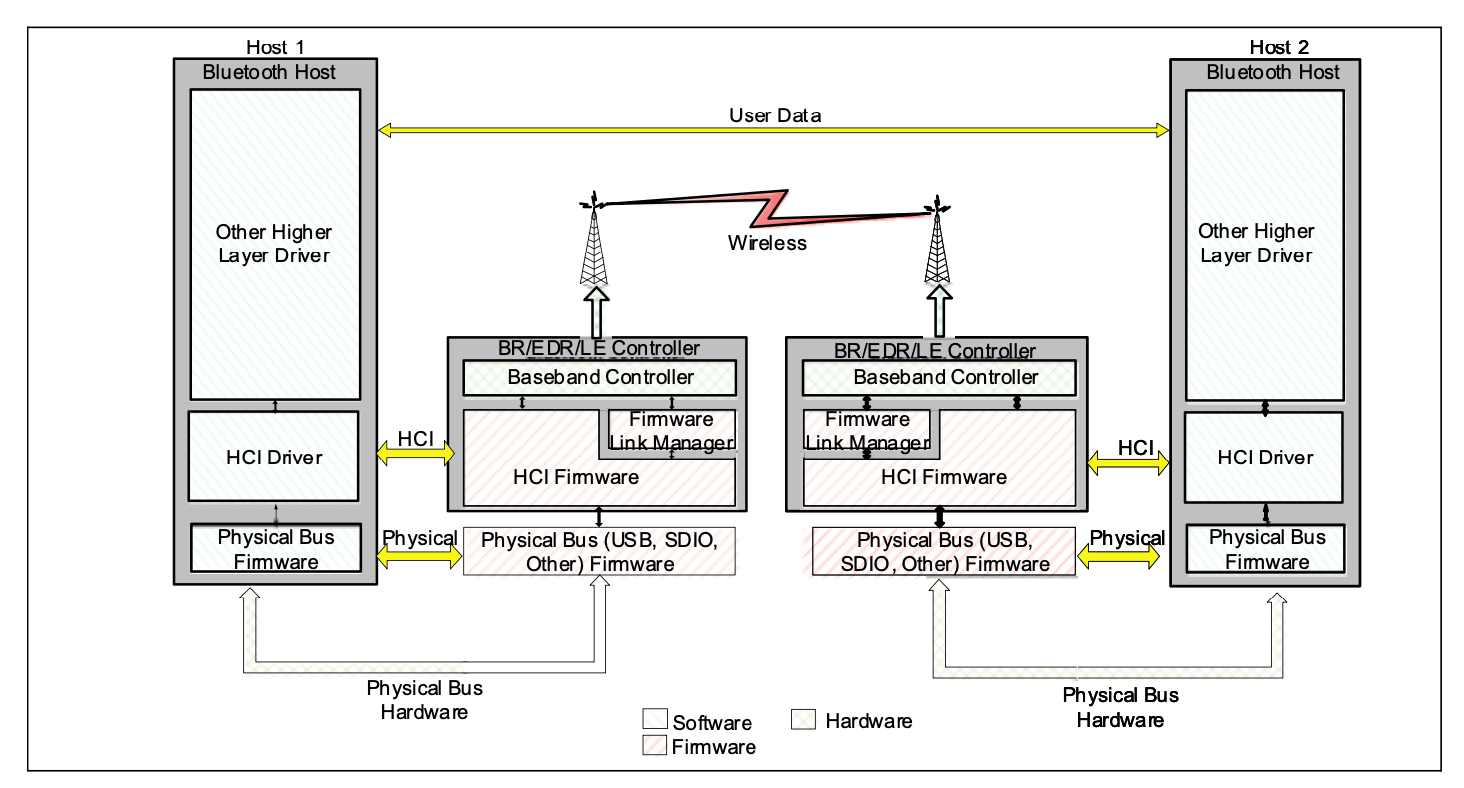 Host 1
Host 2
Bluetooth Host
Bluetooth Host
User Data
Other Higher
Layer Driver
Other Higher
Layer Driver
Wireless
BR/EDR/LE Controller
BR/EDR/LE Controller
Baseband Controller
Baseband Controller
Firmware
Link Manager
Firmware
Link Manager
HCI
HCI
HCI Driver
HCI Firmware
HCI Firmware
HCI Driver
Physical Bus
Firmware
Physical
Physical Bus (USB, SDIO,
Other) Firmware
Physical Bus (USB,
SDIO, Other) Firmware
Physical
Physical Bus
Firmware
Physical Bus
Hardware
Physical Bus
Hardware
Software
Hardware
Firmware